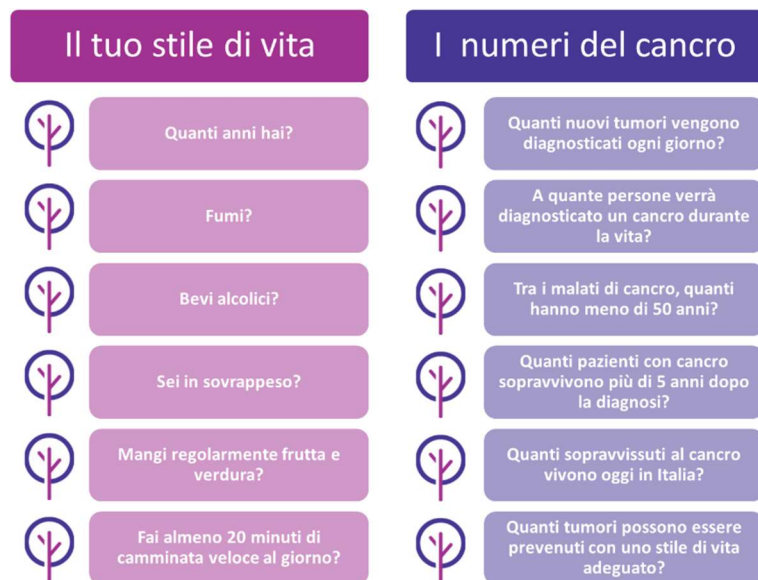 Il tuo stile di vita
Quanti anni hai?
Fumi?
Bevi alcolici?
Sei in sovrappeso?
Mangi regolarmente frutta e
verdura?
Fai almeno 20 minuti di
camminata veloce al giorno?
I numeri del cancro
Quanti nuovi tumori vengono
diagnosticati ogni giorno?
A quante persone verrà
diagnosticato un cancro durante
la vita?
Tra i malati di cancro, quanti
hanno meno di 50 anni?
Quanti pazienti con cancro
sopravvivono più di 5 anni dopo
la diagnosi?
Quanti sopravvissuti al cancro
vivono oggi in Italia?
Quanti tumori possono essere
prevenuti con uno stile di vita
adeguato?